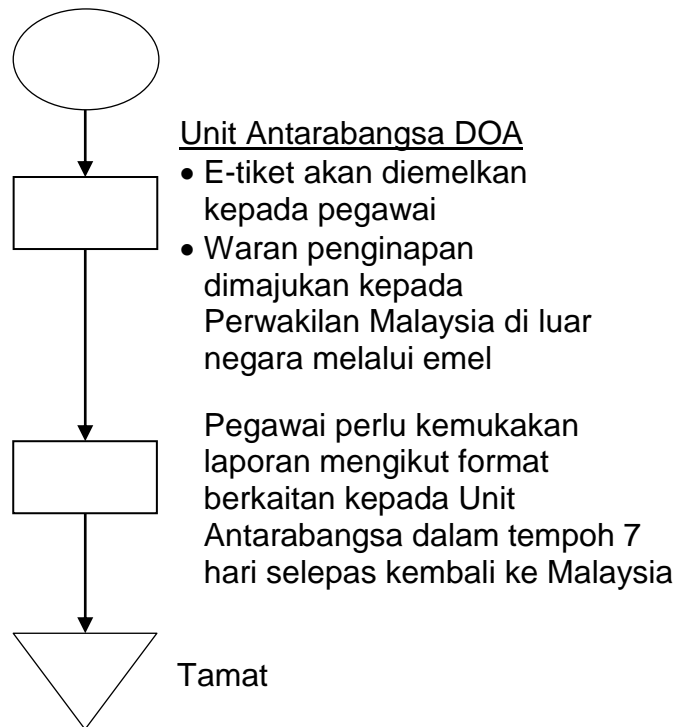 Unit Antarabangsa DOA
• E-tiket akan diemelkan
kepada pegawai
• Waran penginapan
dimajukan kepada
Perwakilan Malaysia di luar
negara melalui emel
Pegawai perlu kemukakan
laporan mengikut format
berkaitan kepada Unit
Antarabangsa dalam tempoh 7
hari selepas kembali ke Malaysia
Tamat